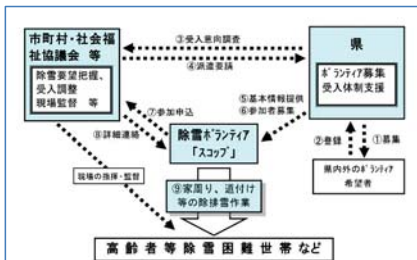 市町村・社会福
祉協議会 等
除雪要望把握、
受入調整
現場監督 等
③受入意向調査
④派遣要請
県
ﾎﾞﾗﾝﾃｨｱ募集
受入体制支援
⑤基本情報提供
⑥参加者募集
⑦参加申込
⑧詳細連絡
除雪ﾎﾞﾗﾝﾃｨｱ
「スコップ」
②登録
①募集
県内外のﾎﾞﾗﾝﾃｨｱ
希望者
現場の指揮・監督
⑨家周り、道付け
等の除排雪作業
高齢者等除雪困難世帯など